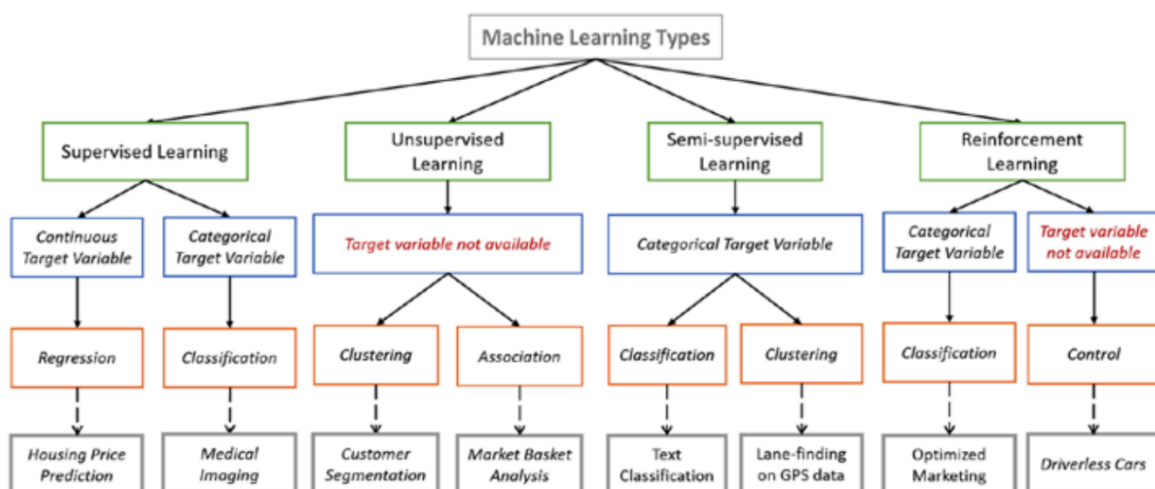 Machine Learning Types
Supervised Learning
Unsupervised
Learning
Semi-supervised
Learning
Reinforcement
Learning
Continuous
Target Variable
Categorical
Target Variable
Target variable not available
Categorical Target Variable
Categorical
Target Variable
Target variable
not available
Regression
Classification
Clustering
Association
Classification
Clustering
Classification
Control
Housing Price
Prediction
Medical
Imaging
Customer
Segmentation
Market Basket
Analysis
Text
Classification
Lane-finding
on GPS data
Optimized
Marketing
Driverless Cars